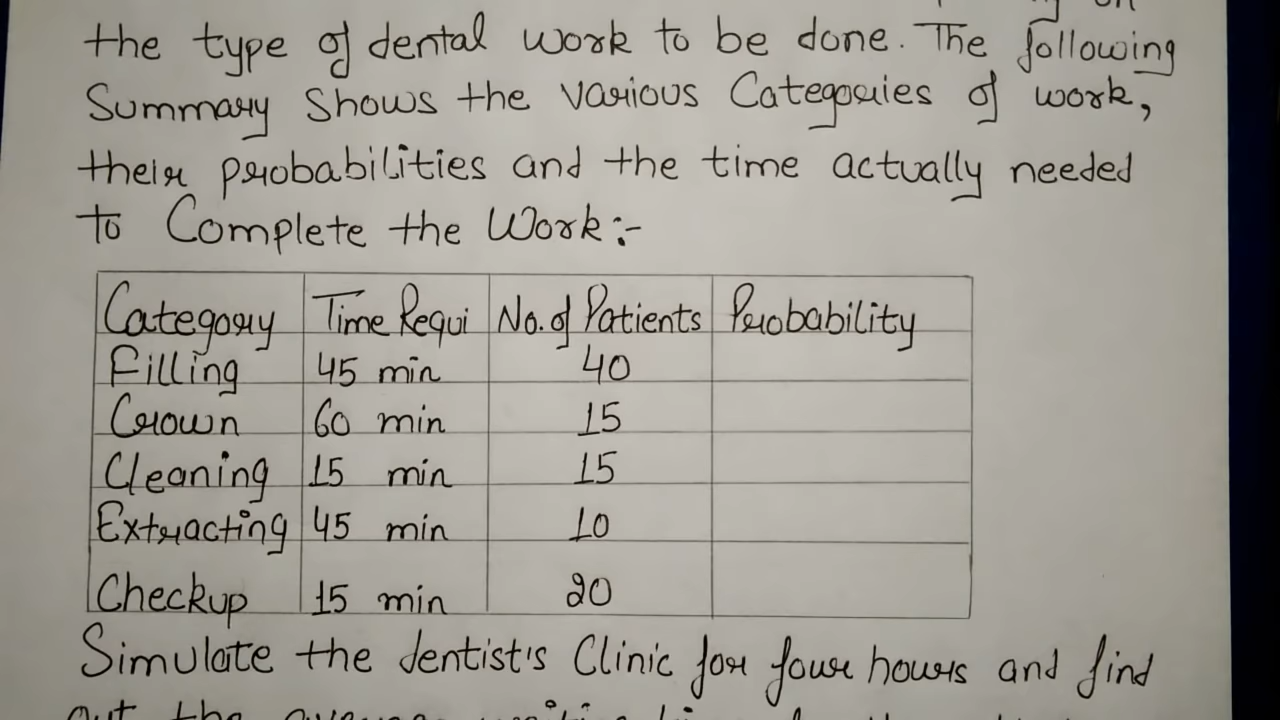 the type of dental work to be done. The following
Summary Shows the various Categories of work,
their probabilities and the time actually needed
to Complete the Work:-
Category Time Requi No. of Patients Probability
Filling 45 min 40
Crown 60 min 15
Cleaning 15 min 15
Extracting 45 min 10
Checkup 15 min 20
Simulate the dentist's Clinic for four hours and find
out the average